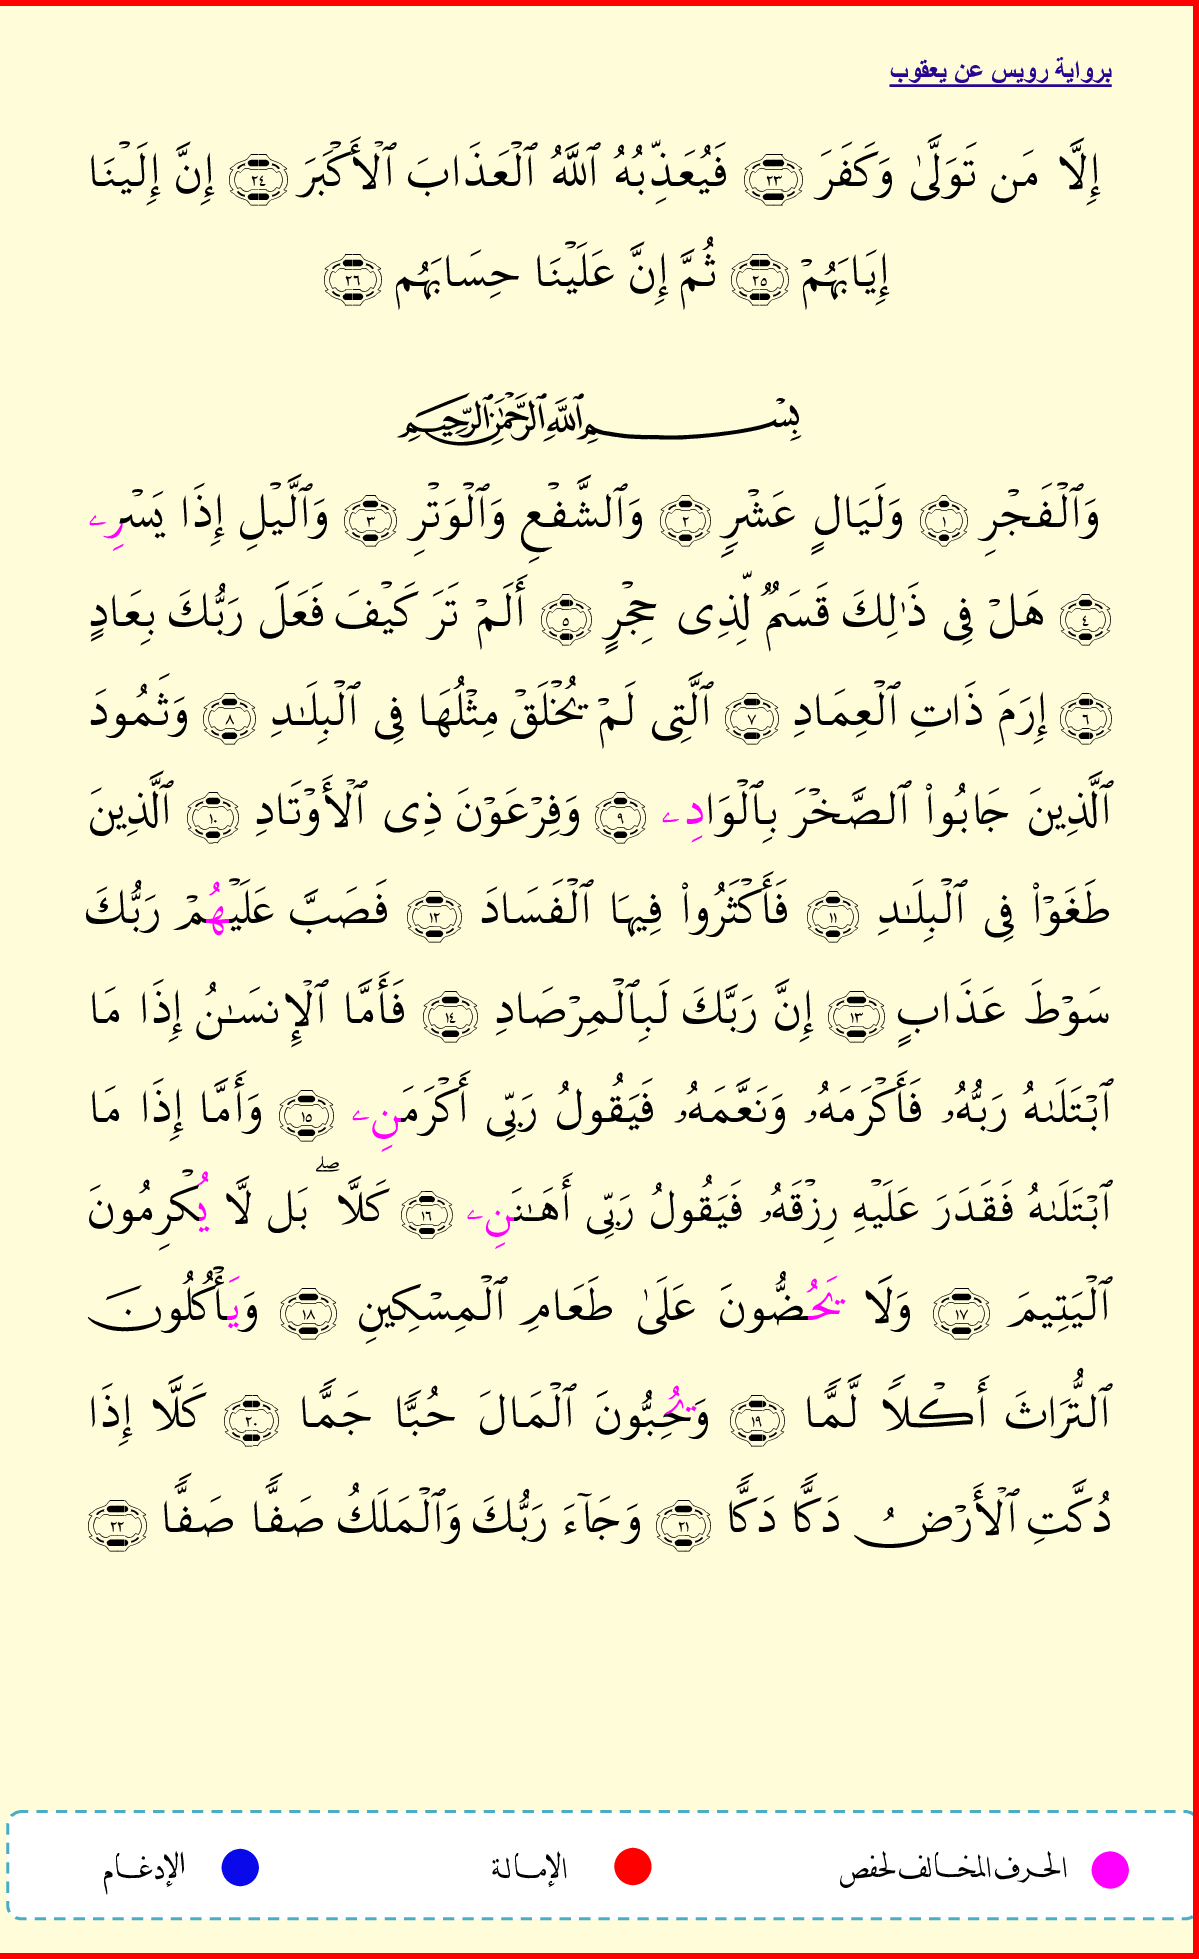 برواية رويس عن يعقوب
إِلَّا مَن تَوَلَّىٰ وَكَفَرَ ٢٣ فَيُعَذِّبُهُ ٱللَّهُ ٱلْعَذَابَ ٱلْأَكْبَرَ ٢٤ إِنَّ إِلَيْنَا
إِيَابَهُمْ ٢٥ ثُمَّ إِنَّ عَلَيْنَا حِسَابَهُم ٢٦
بِسْمِ ٱللَّهِ ٱلرَّحْمَٰنِ ٱلرَّحِيمِ
وَٱلْفَجْرِ ١ وَلَيَالٍ عَشْرٍ ٢ وَٱلشَّفْعِ وَٱلْوَتْرِ ٣ وَٱلَّيْلِ إِذَا يَسْرِۦ
٤ هَلْ فِى ذَٰلِكَ قَسَمٌ لِّذِى حِجْرٍ ٥ أَلَمْ تَرَ كَيْفَ فَعَلَ رَبُّكَ بِعَادٍ
٦ إِرَمَ ذَاتِ ٱلْعِمَادِ ٧ ٱلَّتِى لَمْ يُخْلَقْ مِثْلُهَا فِى ٱلْبِلَٰدِ ٨ وَثَمُودَ
ٱلَّذِينَ جَابُوا۟ ٱلصَّخْرَ بِٱلْوَادِۦ ٩ وَفِرْعَوْنَ ذِى ٱلْأَوْتَادِ ١٠ ٱلَّذِينَ
طَغَوْا۟ فِى ٱلْبِلَٰدِ ١١ فَأَكْثَرُوا۟ فِيهَا ٱلْفَسَادَ ١٢ فَصَبَّ عَلَيْهُمْ رَبُّكَ
سَوْطَ عَذَابٍ ١٣ إِنَّ رَبَّكَ لَبِٱلْمِرْصَادِ ١٤ فَأَمَّا ٱلْإِنسَٰنُ إِذَا مَا
ٱبْتَلَىٰهُ رَبُّهُۥ فَأَكْرَمَهُۥ وَنَعَّمَهُۥ فَيَقُولُ رَبِّى أَكْرَمَنِۦ ١٥ وَأَمَّا إِذَا مَا
ٱبْتَلَىٰهُ فَقَدَرَ عَلَيْهِ رِزْقَهُۥ فَيَقُولُ رَبِّى أَهَٰنَنِۦ ١٦ كَلَّا ۖ بَل لَّا يُكْرِمُونَ
ٱلْيَتِيمَ ١٧ وَلَا يَحُضُّونَ عَلَىٰ طَعَامِ ٱلْمِسْكِينِ ١٨ وَيَأْكُلُونَ
ٱلتُّرَاثَ أَكْلًا لَّمًّا ١٩ وَيُحِبُّونَ ٱلْمَالَ حُبًّا جَمًّا ٢٠ كَلَّا إِذَا
دُكَّتِ ٱلْأَرْضُ دَكًّا دَكًّا ٢١ وَجَآءَ رَبُّكَ وَٱلْمَلَكُ صَفًّا صَفًّا ٢٢
الحرف المخالف لحفص الإمالة الإدغام